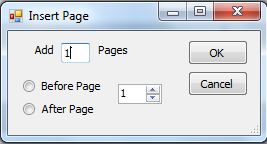 Insert Page
Add 1 Pages
OK
Before Page
1
After Page
Cancel